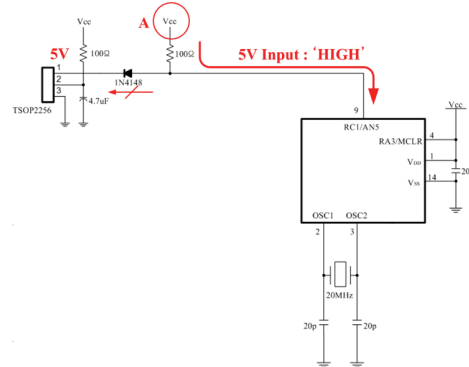 A
Vcc
Vcc
5V
100Ω
100Ω
5V Input : ‘HIGH’
1
2
3
1N4148
4.7uF
TSOP2256
9
Vcc
RC1/AN5
RA3/MCLR
4
VDD
1
20
VSS
14
OSC1
OSC2
2
3
20MHz
20p
20p